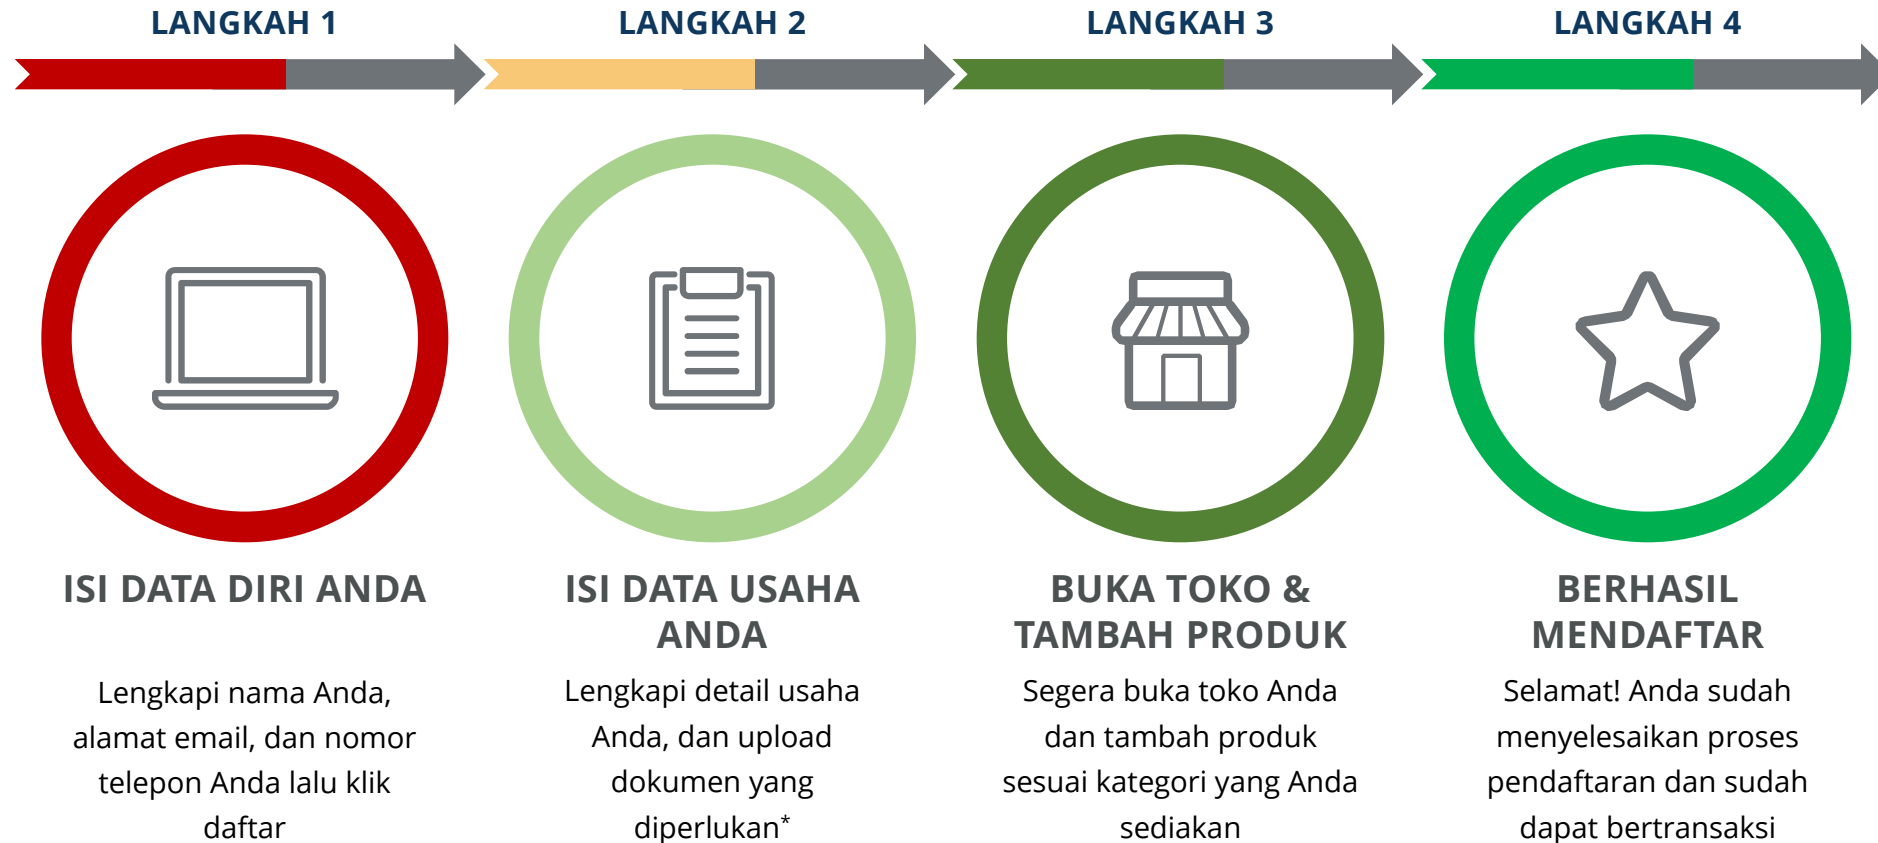 LANGKAH 1
LANGKAH 2
LANGKAH 3
LANGKAH 4
ISI DATA DIRI ANDA
Lengkapi nama Anda,
alamat email, dan nomor
telepon Anda lalu klik
daftar
ISI DATA USAHA
ANDA
Lengkapi detail usaha
Anda, dan upload
dokumen yang
diperlukan*
BUKA TOKO &
TAMBAH PRODUK
Segera buka toko Anda
dan tambah produk
sesuai kategori yang Anda
sediakan
BERHASIL
MENDAFTAR
Selamat! Anda sudah
menyelesaikan proses
pendaftaran dan sudah
dapat bertransaksi